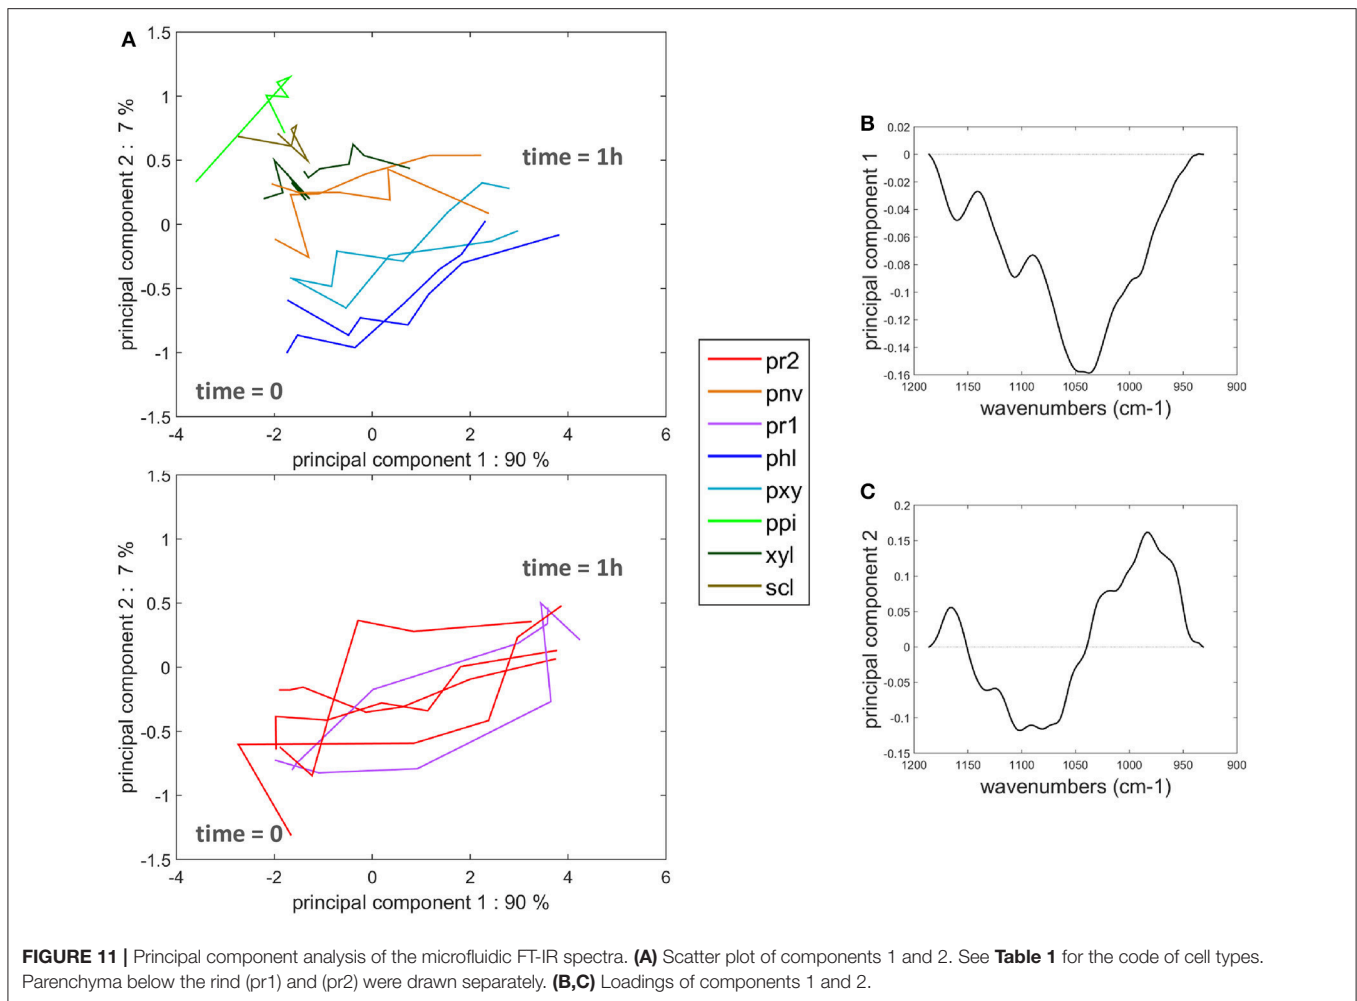 A
1.5
1
0.5
0
-0.5
-1
-1.5
principal component 2 : 7 %
time = 1h
time = 0
-4 -2 0 2 4 6
principal component 1 : 90 %
1.5
1
0.5
0
-0.5
-1
-1.5
principal component 2 : 7 %
time = 1h
time = 0
-4 -2 0 2 4 6
principal component 1 : 90 %
pr2
pnv
pr1
phl
pxy
ppi
xyl
scl
B
0.02
0
-0.02
-0.04
-0.06
-0.08
-0.1
-0.12
-0.14
-0.16
principal component 1
1200 1150 1100 1050 1000 950 900
wavenumbers (cm-1)
C
0.2
0.15
0.1
0.05
0
-0.05
-0.1
-0.15
principal component 2
1200 1150 1100 1050 1000 950 900
wavenumbers (cm-1)
FIGURE 11 | Principal component analysis of the microfluidic FT-IR spectra. (A) Scatter plot of components 1 and 2. See Table 1 for the code of cell types.
Parenchyma below the rind (pr1) and (pr2) were drawn separately. (B,C) Loadings of components 1 and 2.